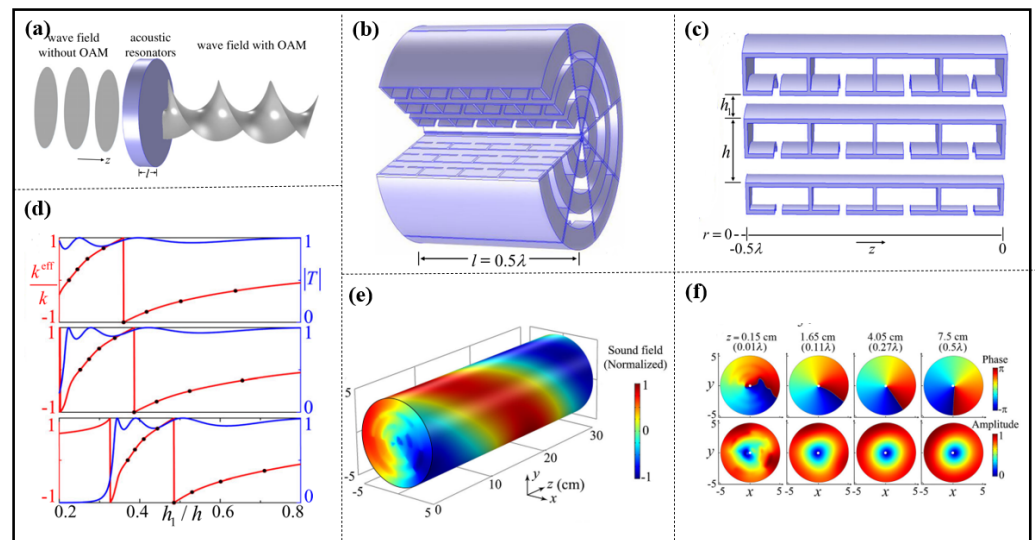 (a)
wave field
without OAM
acoustic
resonators
wave field with OAM
z
l
(b)
l = 0.5λ
(c)
h₁
h
r = 0
-0.5λ
z
0
(d)
1
k^eff
k
-1
1
|T|
0
1
-1
1
0
1
-1
1
0
0.2
0.4
0.6
0.8
h₁ / h
(e)
Sound field
(Normalized)
1
0
-1
5
0
-5
-5
0
5
0
10
20
30
y
z (cm)
x
(f)
z = 0.15 cm
(0.01λ)
1.65 cm
(0.11λ)
4.05 cm
(0.27λ)
7.5 cm
(0.5λ)
Phase
π
-π
5
y
-5
Amplitude
1
0
5
y
-5
-5
x
5
-5
x
5
-5
x
5
-5
x
5